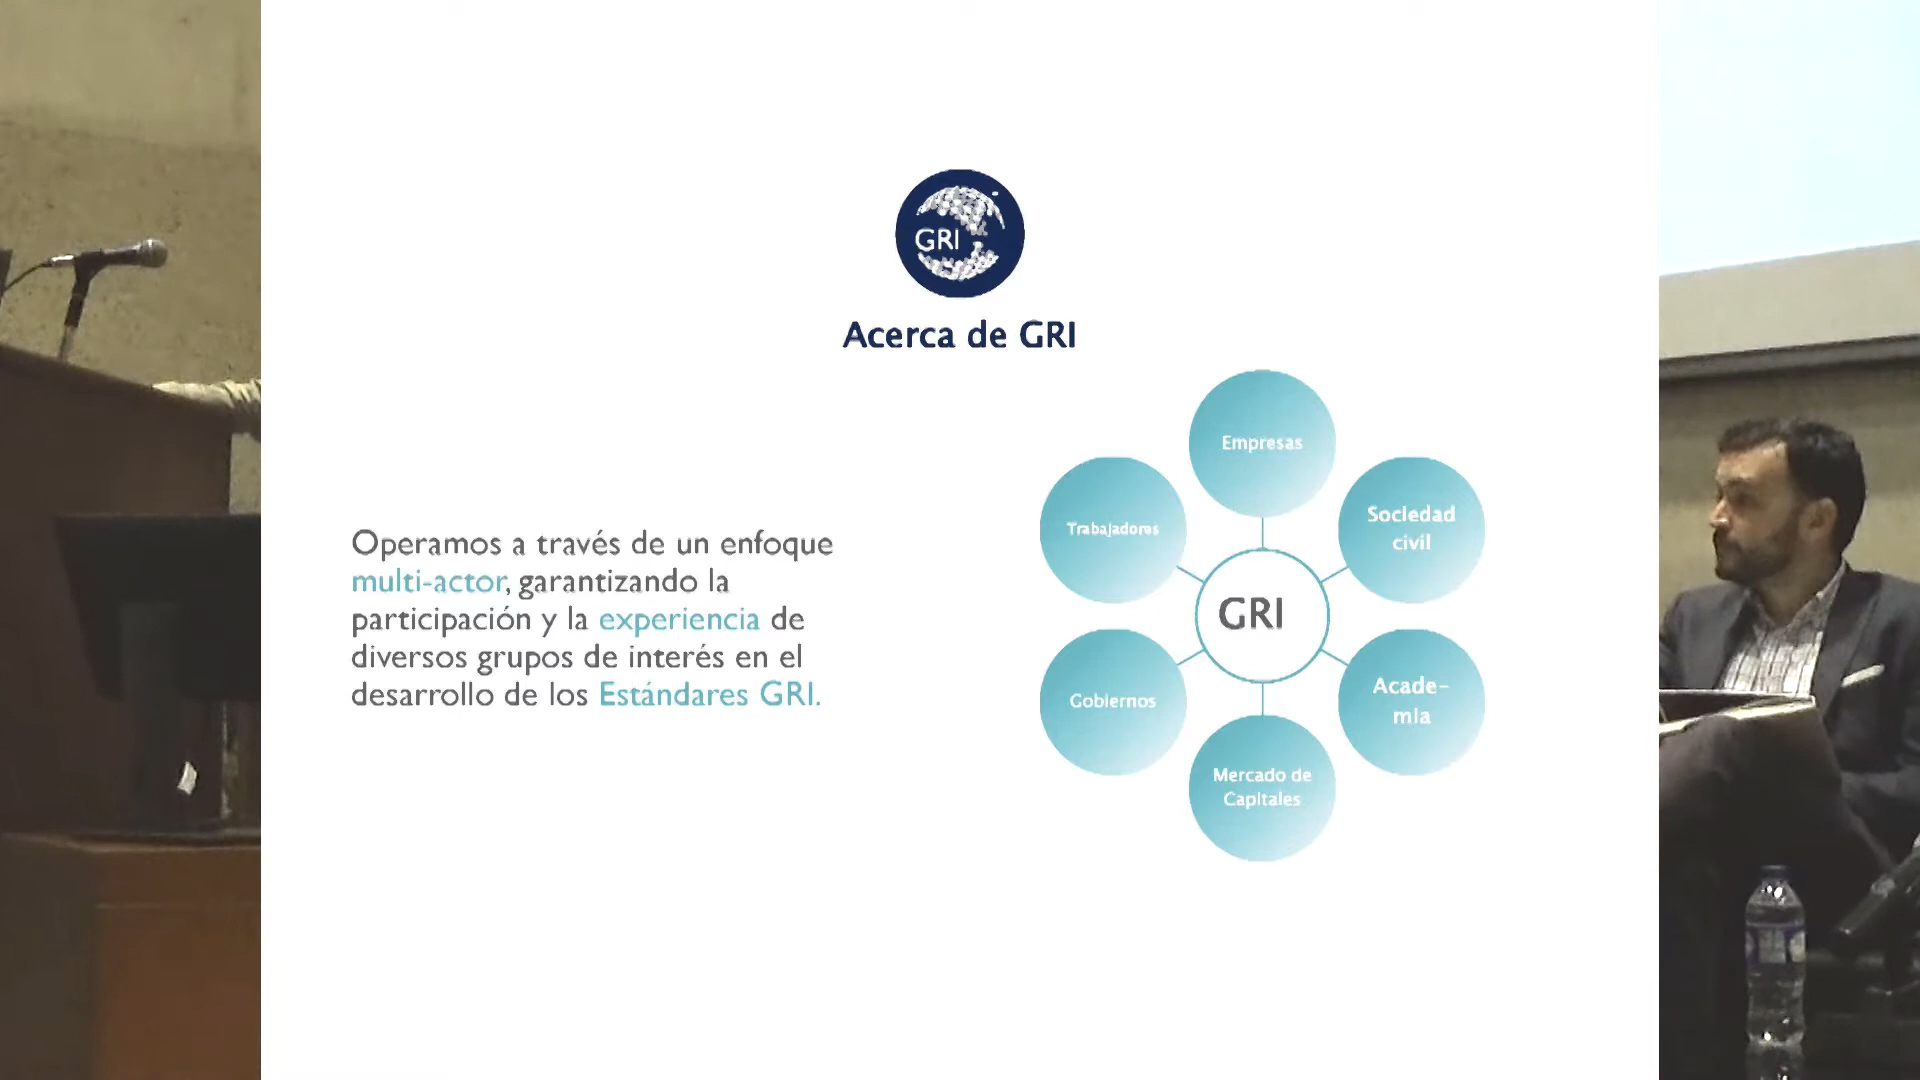 GRI
Acerca de GRI
Operamos a través de un enfoque
multi-actor, garantizando la
participación y la experiencia de
diversos grupos de interés en el
desarrollo de los Estándares GRI.
Empresas
Trabajadores
Sociedad
civil
GRI
Gobiernos
Acade-
mia
Mercado de
Capitales